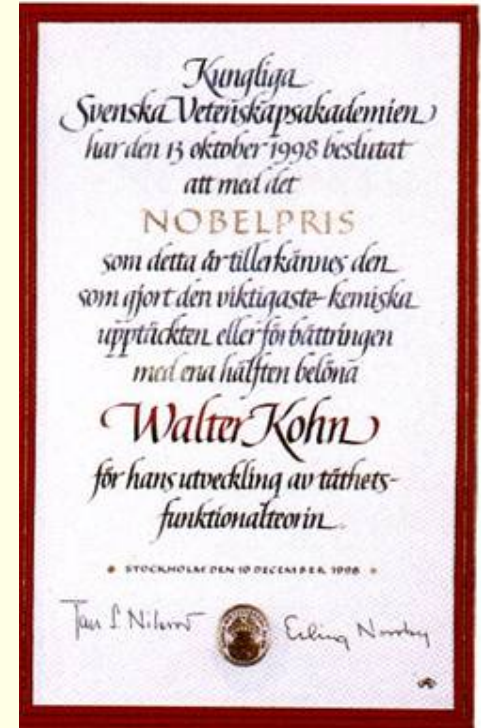 Kungliga
Svenska Vetenskapsakademien
har den 13 oktober 1998 beslutat
att med det
NOBELPRIS
som detta år tillerkännes den
som gjort den viktigaste kemiska
upptäckten eller förbättringen
med ena hälften belöna
Walter Kohn
för hans utveckling av täthets-
funktionalteorin
STOCKHOLM DEN 10 DECEMBER 1998
Erling Norrby